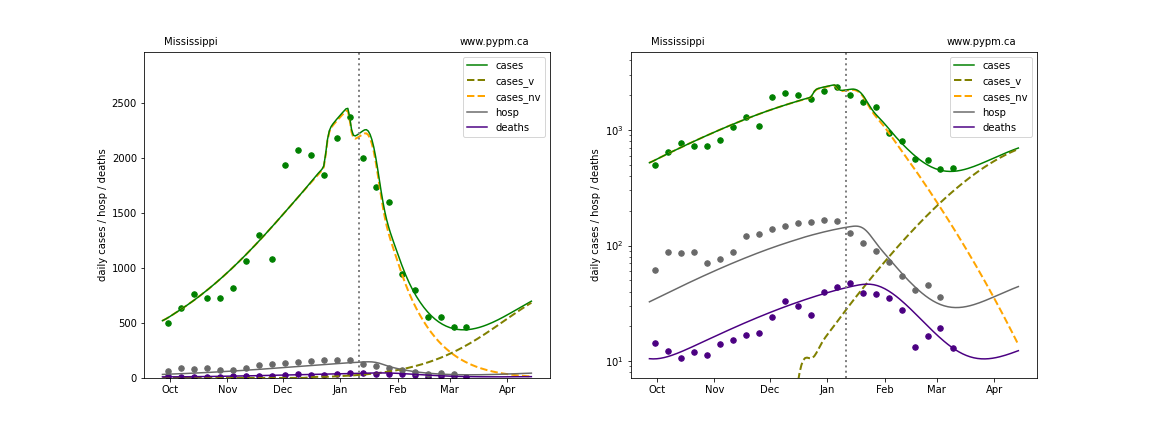 Mississippi
www.pypm.ca
daily cases / hosp / deaths
2500
2000
1500
1000
500
0
Oct
Nov
Dec
Jan
Feb
Mar
Apr
cases
cases_v
cases_nv
hosp
deaths
Mississippi
www.pypm.ca
daily cases / hosp / deaths
10³
10²
10¹
Oct
Nov
Dec
Jan
Feb
Mar
Apr
cases
cases_v
cases_nv
hosp
deaths